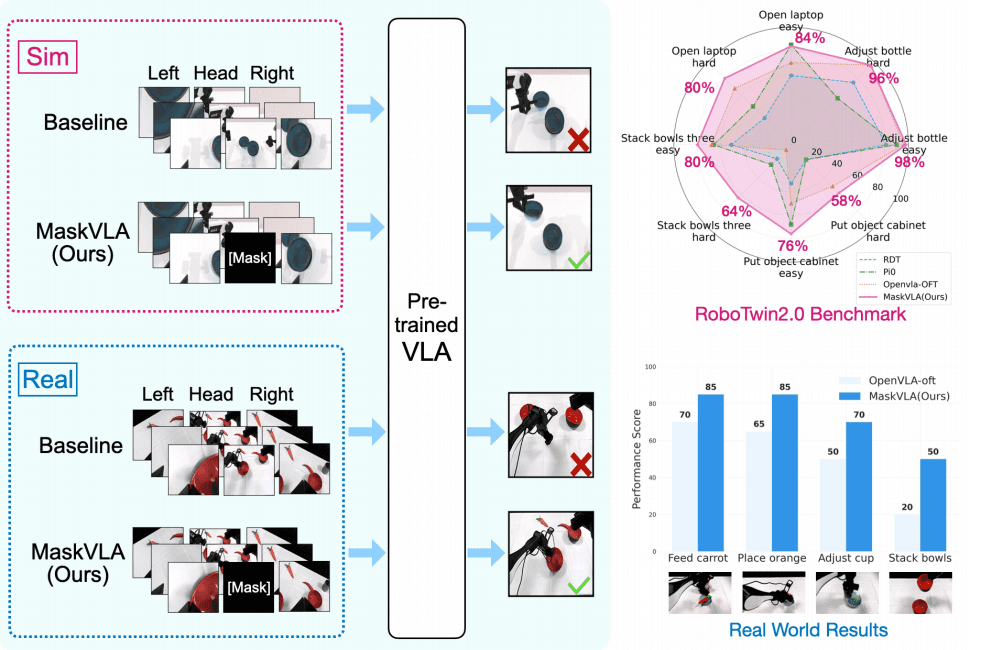 Sim
Left Head Right
Baseline
MaskVLA
(Ours)
[Mask]
Real
Left Head Right
Baseline
MaskVLA
(Ours)
[Mask]
Pre-
trained
VLA
Open laptop
easy
84%
Open laptop
hard
80%
Adjust bottle
hard
96%
Stack bowls three
easy
80%
Adjust bottle
easy
98%
0
20
40
60
80
100
64%
Stack bowls three
hard
58%
Put object cabinet
hard
76%
Put object cabinet
easy
RDT
Pi0
Openvla-OFT
MaskVLA(Ours)
RoboTwin2.0 Benchmark
OpenVLA-oft
MaskVLA(Ours)
Performance Score
100
80
60
40
20
0
70
85
65
85
50
70
20
50
Feed carrot
Place orange
Adjust cup
Stack bowls
Real World Results